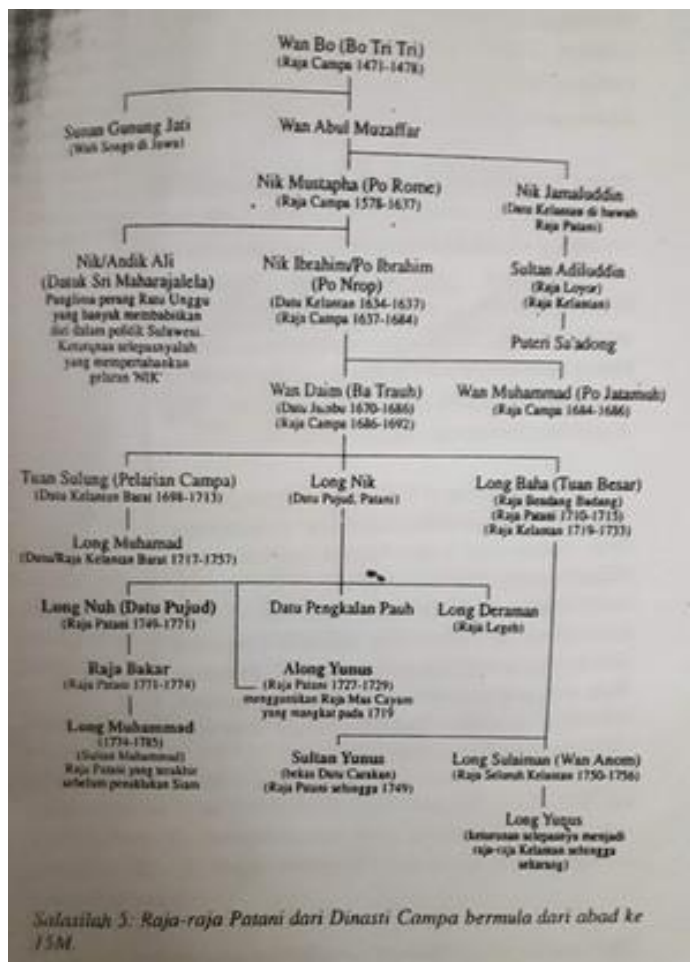 Wan Bo (Bo Tri Tri)
(Raja Campa 1471-1478)
Sunan Gunung Jati
(Wali Songo di Jawa)
Wan Abul Muzaffar
Nik Mustapha (Po Rome)
(Raja Campa 1578-1637)
Nik Jamaluddin
(Datu Kelantan di bawah
Raja Patani)
Nik/Andik Ali
(Datuk Sri Maharajalela)
Panglima perang Ratu Unggu
yang banyak membabitkan
diri dalam politik Sulawesi.
Keturunan selepasnyalah
yang mempertahankan
gelaran 'NIK'
Nik Ibrahim/Po Ibrahim
(Po Nrop)
(Datu Kelantan 1634-1637)
(Raja Campa 1637-1684)
Sultan Adiluddin
(Raja Loyor)
(Raja Kelantan)
Puteri Sa'adong
Wan Daim (Ba Trauh)
(Datu Jambu 1670-1686)
(Raja Campa 1686-1692)
Wan Muhammad (Po Jatamuh)
(Raja Campa 1684-1686)
Tuan Sulung (Pelarian Campa)
(Datu Kelantan Barat 1698-1713)
Long Nik
(Datu Pujud, Patani)
Long Baha (Tuan Besar)
(Raja Bendang Badang)
(Raja Patani 1710-1715)
(Raja Kelantan 1719-1733)
Long Muhamad
(Datu/Raja Kelantan Barat 1717-1757)
Long Nuh (Datu Pujud)
(Raja Patani 1749-1771)
Datu Pengkalan Pauh
Long Deraman
(Raja Legeh)
Raja Bakar
(Raja Patani 1771-1774)
Along Yunus
(Raja Patani 1727-1729)
menggantikan Raja Mas Cayam
yang mangkat pada 1719
Long Muhammad
(1774-1785)
(Sultan Muhammad)
Raja Patani yang terakhir
sebelum penaklukan Siam
Sultan Yunus
(bekas Datu Carakan)
(Raja Patani sehingga 1749)
Long Sulaiman (Wan Anom)
(Raja Seluruh Kelantan 1750-1756)
Long Yunus
(keturunan selepasnya menjadi
raja-raja Kelantan sehingga
sekarang)
Salasilah 5: Raja-raja Patani dari Dinasti Campa bermula dari abad ke
15M.